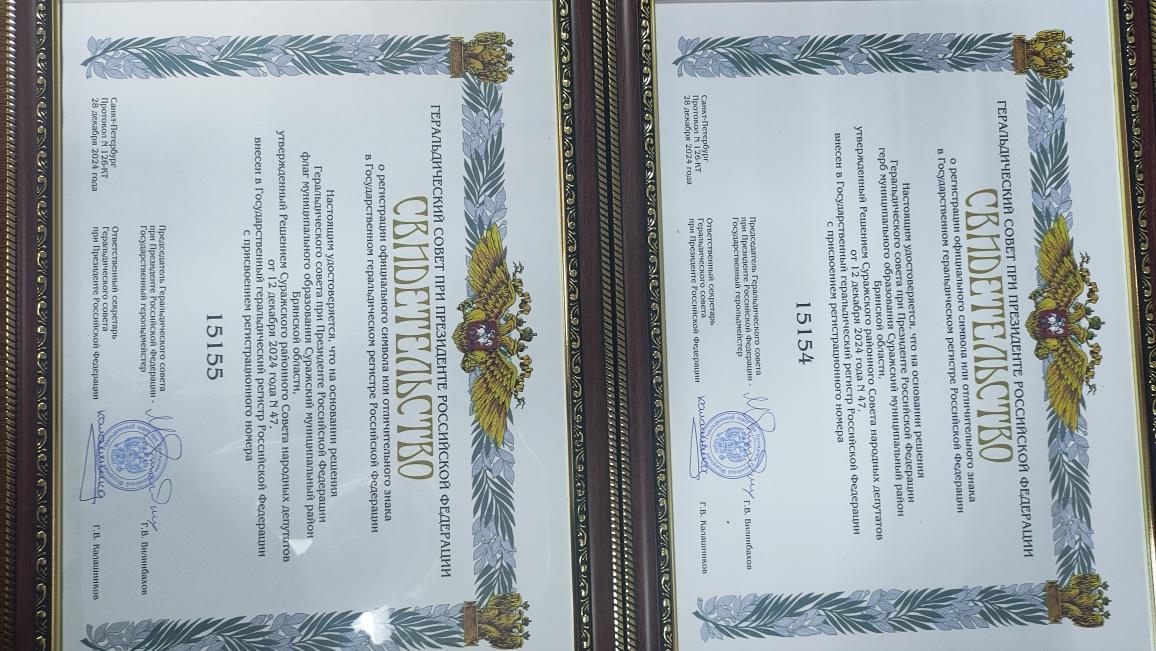 ГЕРАЛЬДИЧЕСКИЙ СОВЕТ ПРИ ПРЕЗИДЕНТЕ РОССИЙСКОЙ ФЕДЕРАЦИИ
СВИДЕТЕЛЬСТВО
о регистрации официального символа или отличительного знака
в Государственном геральдическом регистре Российской Федерации
Настоящим удостоверяется, что на основании решения
Геральдического совета при Президенте Российской Федерации
герб муниципального образования Суражский муниципальный район
Брянской области,
утвержденный Решением Суражского районного Совета народных депутатов
от 12 декабря 2024 года N 47,
внесен в Государственный геральдический регистр Российской Федерации
с присвоением регистрационного номера
15154
Председатель Геральдического совета
при Президенте Российской Федерации -
Государственный герольдмейстер
Г.В. Вилинбахов
Ответственный секретарь
Геральдического совета
при Президенте Российской Федерации
Г.В. Калашников
Санкт-Петербург
Протокол N 126-КТ
28 декабря 2024 года
ГЕРАЛЬДИЧЕСКИЙ СОВЕТ ПРИ ПРЕЗИДЕНТЕ РОССИЙСКОЙ ФЕДЕРАЦИИ
СВИДЕТЕЛЬСТВО
о регистрации официального символа или отличительного знака
в Государственном геральдическом регистре Российской Федерации
Настоящим удостоверяется, что на основании решения
Геральдического совета при Президенте Российской Федерации
флаг муниципального образования Суражский муниципальный район
Брянской области,
утвержденный Решением Суражского районного Совета народных депутатов
от 12 декабря 2024 года N 47,
внесен в Государственный геральдический регистр Российской Федерации
с присвоением регистрационного номера
15155
Председатель Геральдического совета
при Президенте Российской Федерации -
Государственный герольдмейстер
Г.В. Вилинбахов
Ответственный секретарь
Геральдического совета
при Президенте Российской Федерации
Г.В. Калашников
Санкт-Петербург
Протокол N 126-КТ
28 декабря 2024 года